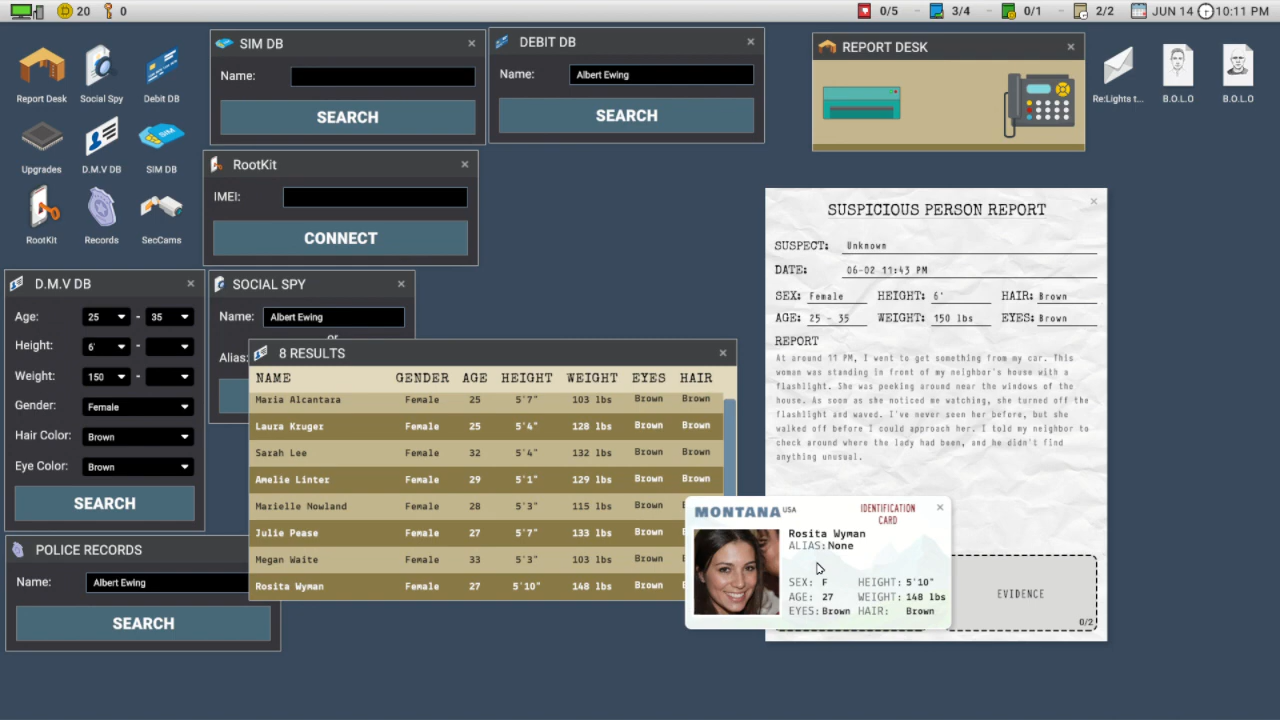 20
0
0/5
-
3/4
-
0/1
-
2/2
JUN 14
10:11 PM
Report Desk
Social Spy
Debit DB
Upgrades
D.M.V DB
SIM
SIM DB
RootKit
Records
SecCams
SIM DB
Name:
SEARCH
DEBIT DB
Name:
Albert Ewing
SEARCH
REPORT DESK
Re:Lights t...
B.O.L.O
B.O.L.O
RootKit
IMEI:
CONNECT
D.M.V DB
Age: 25 - 35
Height: 6' -
Weight: 150 -
Gender: Female
Hair Color: Brown
Eye Color: Brown
SEARCH
SOCIAL SPY
Name: Albert Ewing
or
Alias:
POLICE RECORDS
Name: Albert Ewing
SEARCH
8 RESULTS
NAME GENDER AGE HEIGHT WEIGHT EYES HAIR
Maria Alcantara Female 25 5'7" 103 lbs Brown Brown
Laura Kruger Female 25 5'4" 128 lbs Brown Brown
Sarah Lee Female 32 5'4" 132 lbs Brown Brown
Amelie Linter Female 29 5'1" 129 lbs Brown Brown
Marielle Nowland Female 28 5'3" 115 lbs Brown Brown
Julie Pease Female 27 5'7" 133 lbs Brown Brown
Megan Waite Female 33 5'3" 106 lbs Brown Brown
Rosita Wyman Female 27 5'10" 148 lbs Brown Brown
SUSPICIOUS PERSON REPORT
SUSPECT: Unknown
DATE: 06-02 11:43 PM
SEX: Female HEIGHT: 6' HAIR: Brown
AGE: 25 - 35 WEIGHT: 150 lbs EYES: Brown
REPORT
At around 11 PM, I went to get something from my car. This
woman was standing in front of my neighbor's house with a
flashlight. She was peeking around near the windows of the
house. As soon as she noticed me watching, she turned off the
flashlight and waved. I've never seen her before, but she
walked off before I could approach her. I told my neighbor to
check around where the lady had been, and he didn't find
anything unusual.
EVIDENCE
0/2
MONTANA USA
IDENTIFICATION
CARD
Rosita Wyman
ALIAS: None
SEX: F HEIGHT: 5'10"
AGE: 27 WEIGHT: 148 lbs
EYES: Brown HAIR: Brown